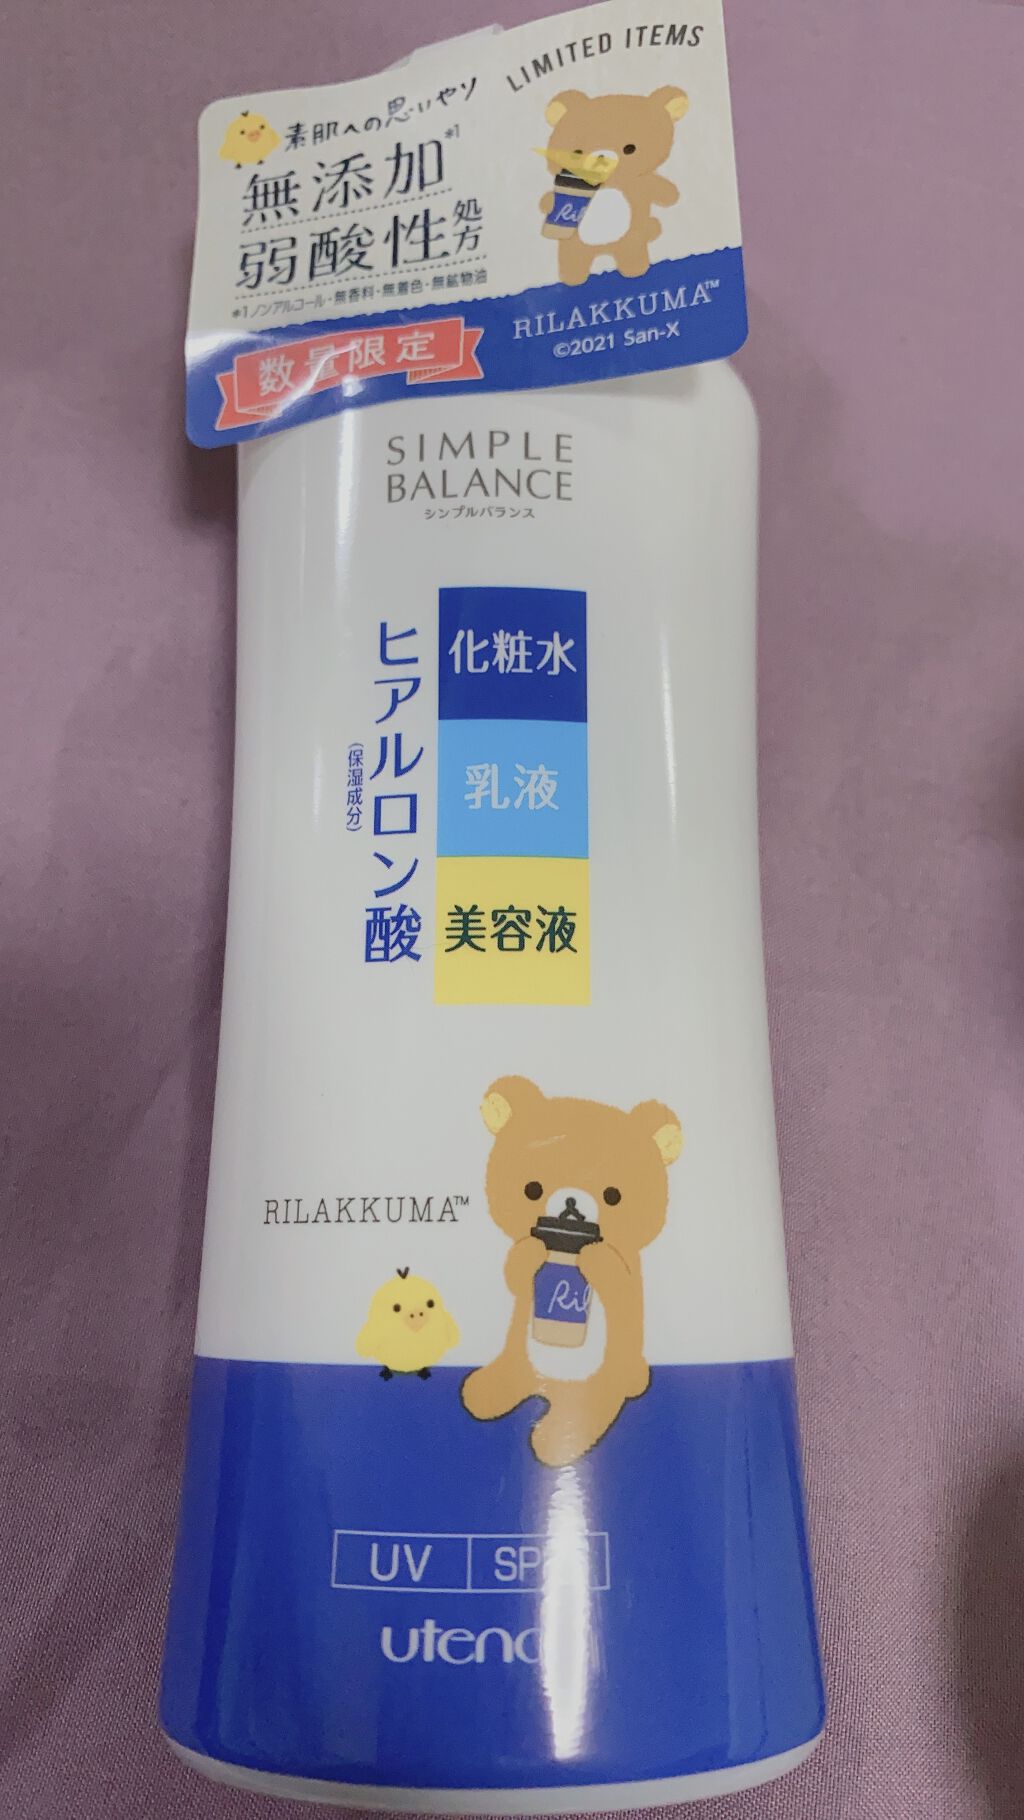 LIMITED ITEMS
素肌への思いやり
無添加*1
弱酸性処方
*1ノンアルコール・無香料・無着色・無鉱物油
数量限定
RILAKKUMA™
©2021 San-X
SIMPLE
BALANCE
シンプルバランス
化粧水
乳液
美容液
ヒアルロン酸
(保湿成分)
RILAKKUMA™
UV